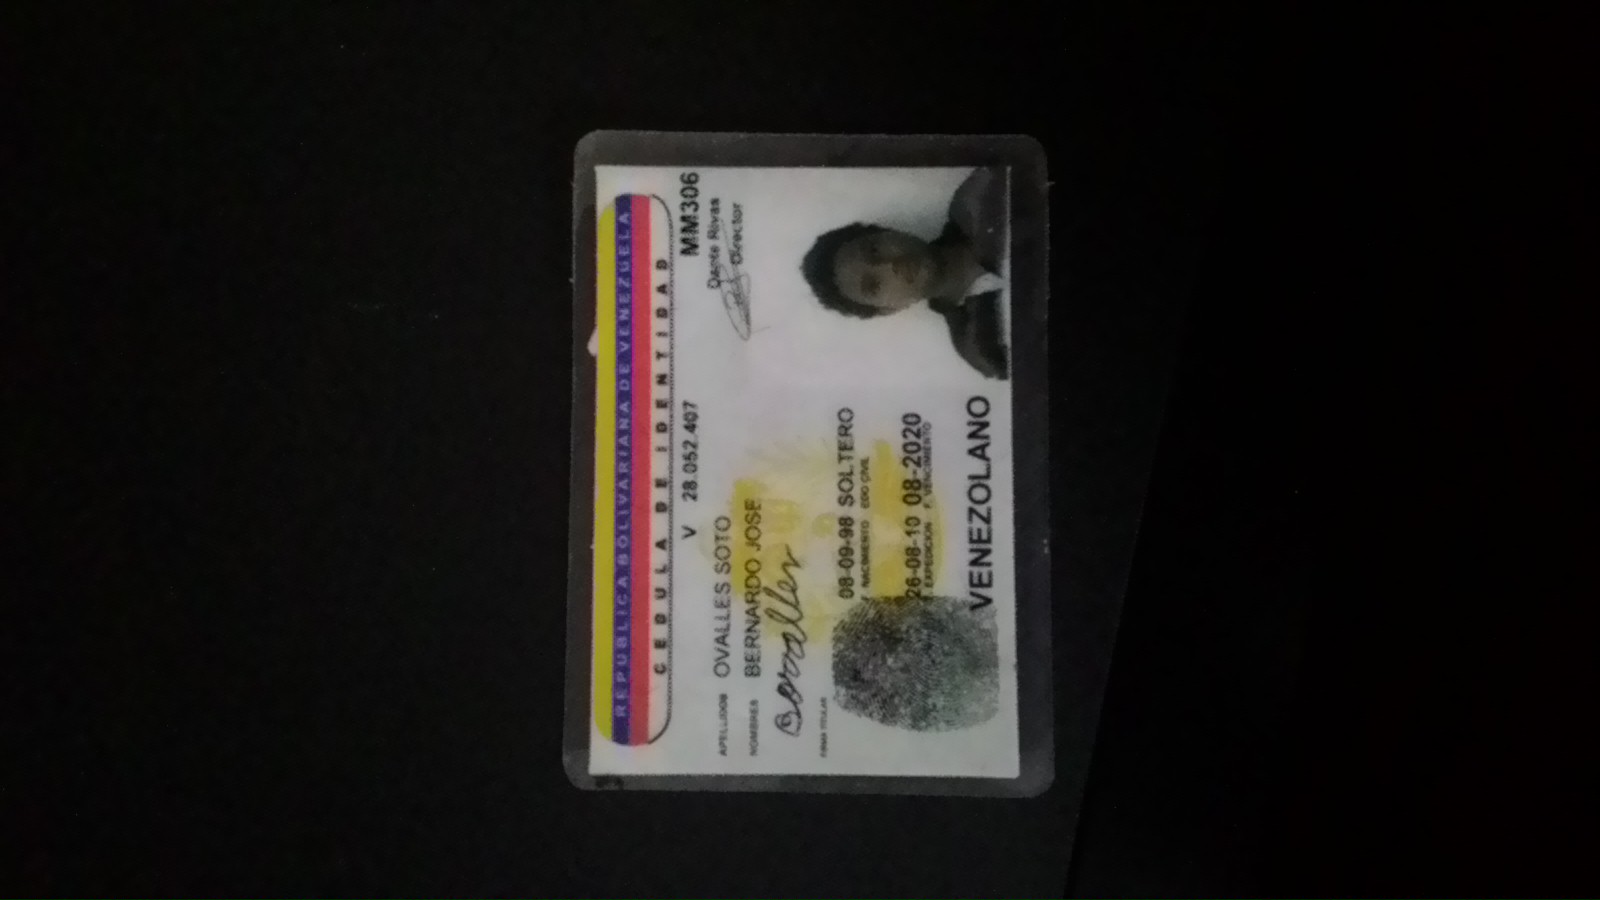 REPUBLICA BOLIVARIANA DE VENEZUELA
CEDULA DE IDENTIDAD
V 28.052.407 MM306
Dante Rivas
Director
APELLIDOS OVALLES SOTO
NOMBRES BERNARDO JOSE
FIRMA TITULAR
08-09-98 SOLTERO
F. NACIMIENTO EDO CIVIL
26-08-10 08-2020
F. EXPEDICION F. VENCIMIENTO
VENEZOLANO